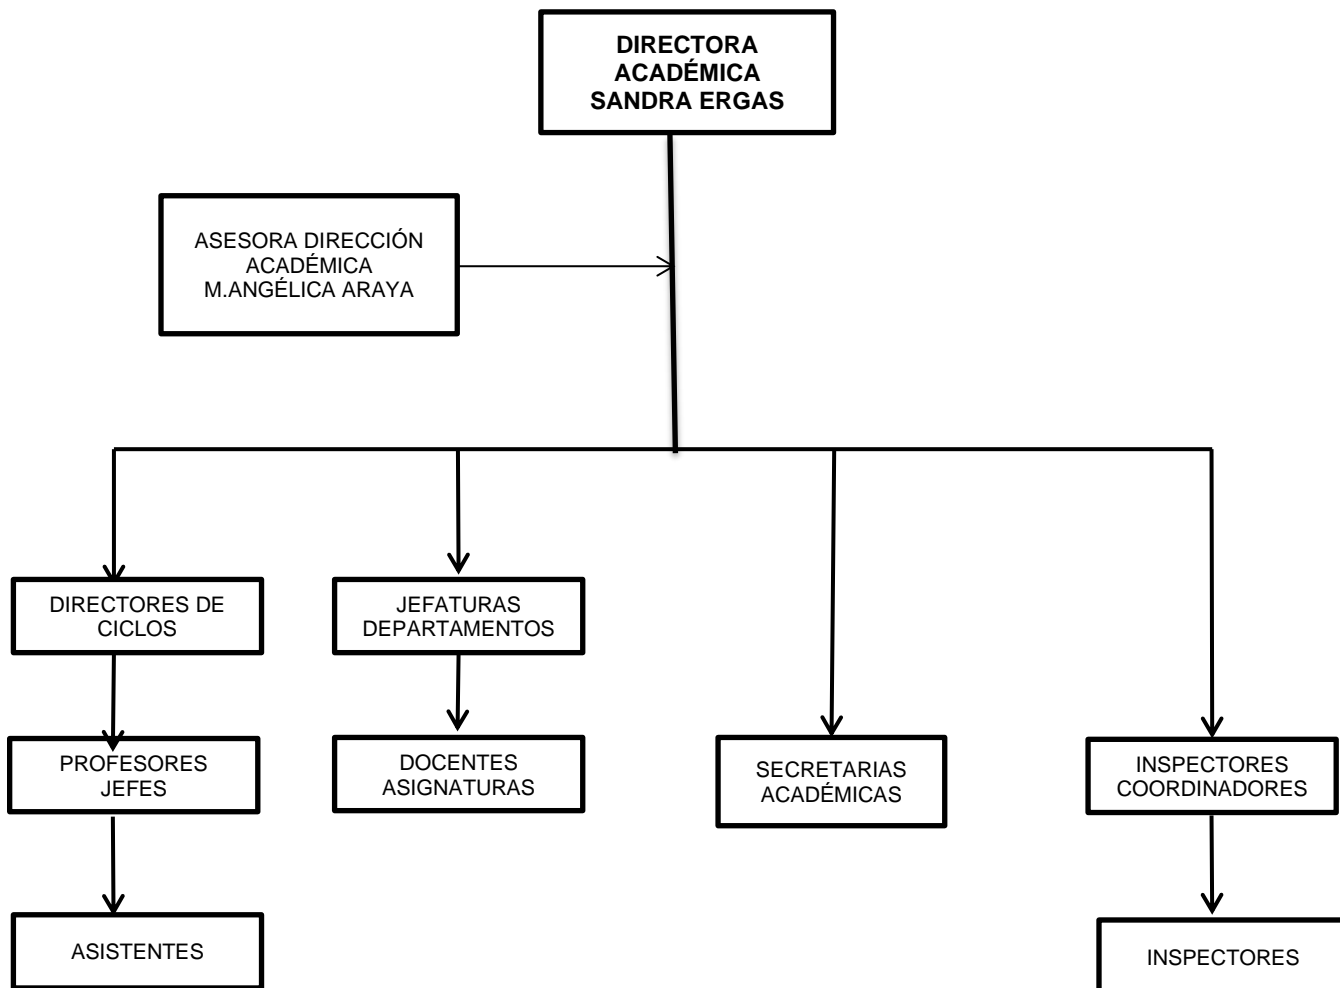 DIRECTORA
ACADÉMICA
SANDRA ERGAS
ASESORA DIRECCIÓN
ACADÉMICA
M.ANGÉLICA ARAYA
DIRECTORES DE
CICLOS
JEFATURAS
DEPARTAMENTOS
PROFESORES
JEFES
DOCENTES
ASIGNATURAS
SECRETARIAS
ACADÉMICAS
INSPECTORES
COORDINADORES
ASISTENTES
INSPECTORES